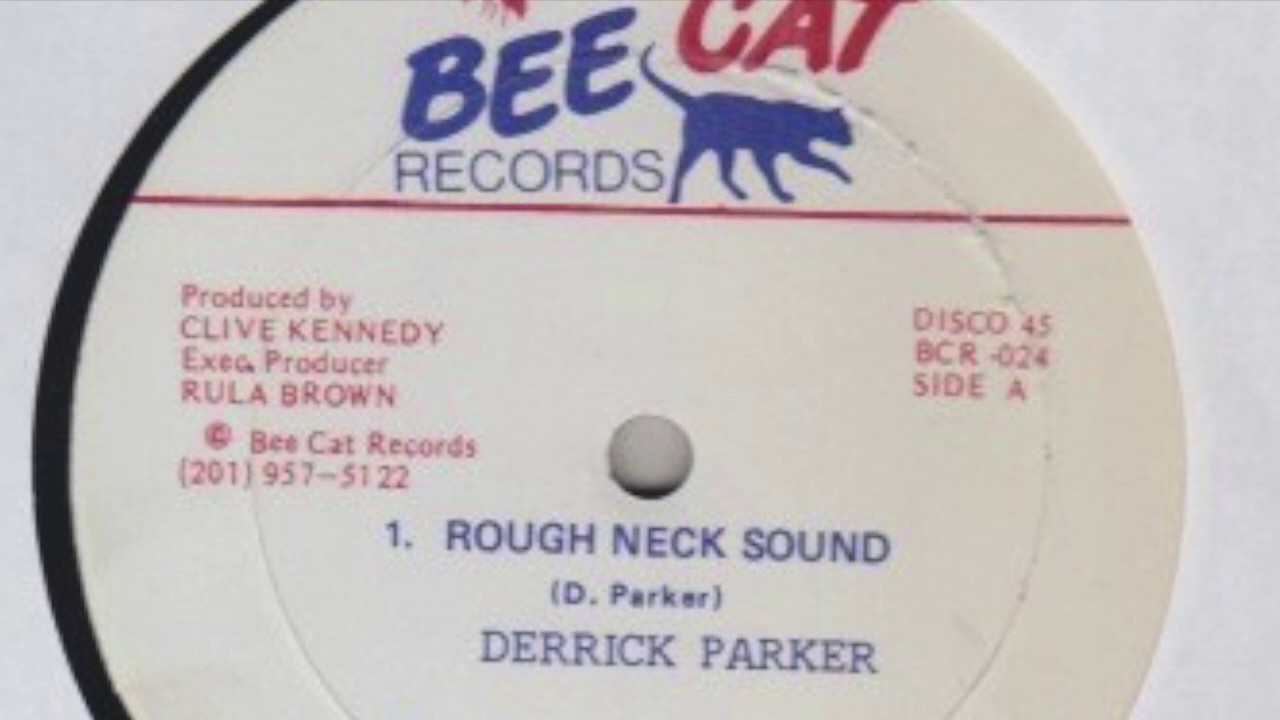 BEE CAT
RECORDS
Produced by
CLIVE KENNEDY
Exec. Producer
RULA BROWN
© Bee Cat Records
(201) 957-5122
DISCO 45
BCR -024
SIDE A
1. ROUGH NECK SOUND
(D. Parker)
DERRICK PARKER